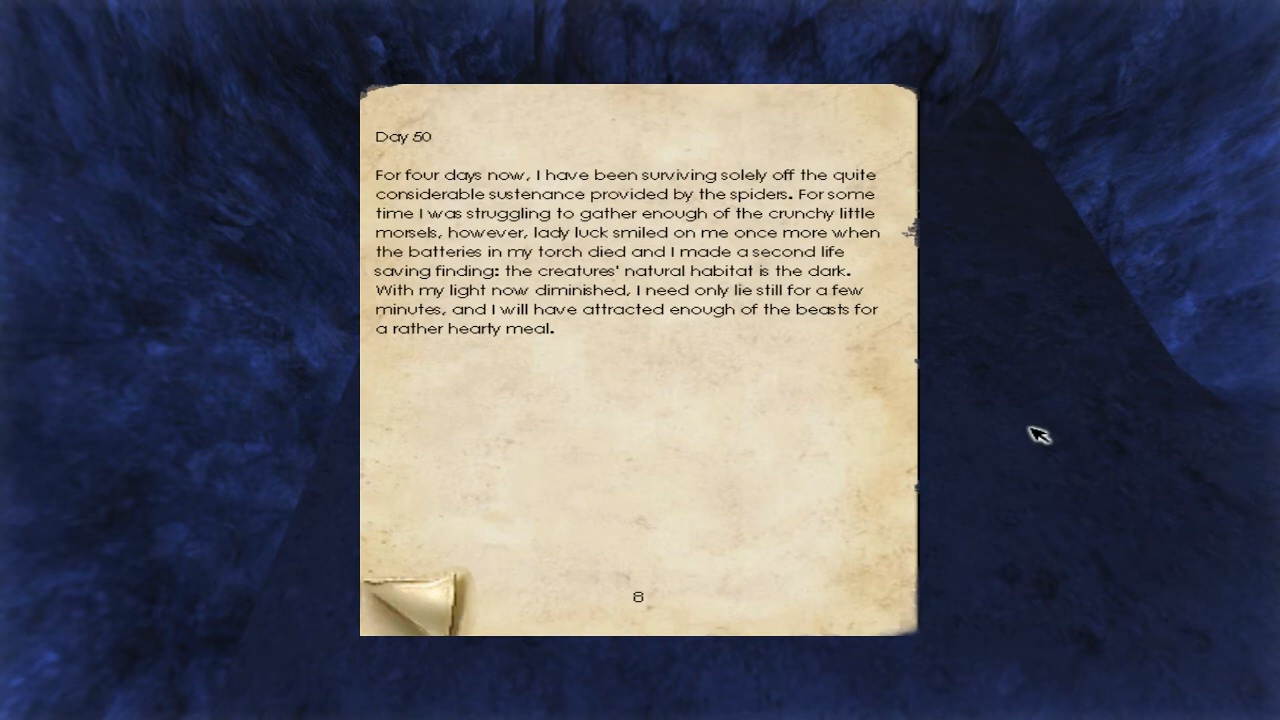 Day 50
For four days now, I have been surviving solely off the quite
considerable sustenance provided by the spiders. For some
time I was struggling to gather enough of the crunchy little
morsels, however, lady luck smiled on me once more when
the batteries in my torch died and I made a second life
saving finding: the creatures' natural habitat is the dark.
With my light now diminished, I need only lie still for a few
minutes, and I will have attracted enough of the beasts for
a rather hearty meal.
8